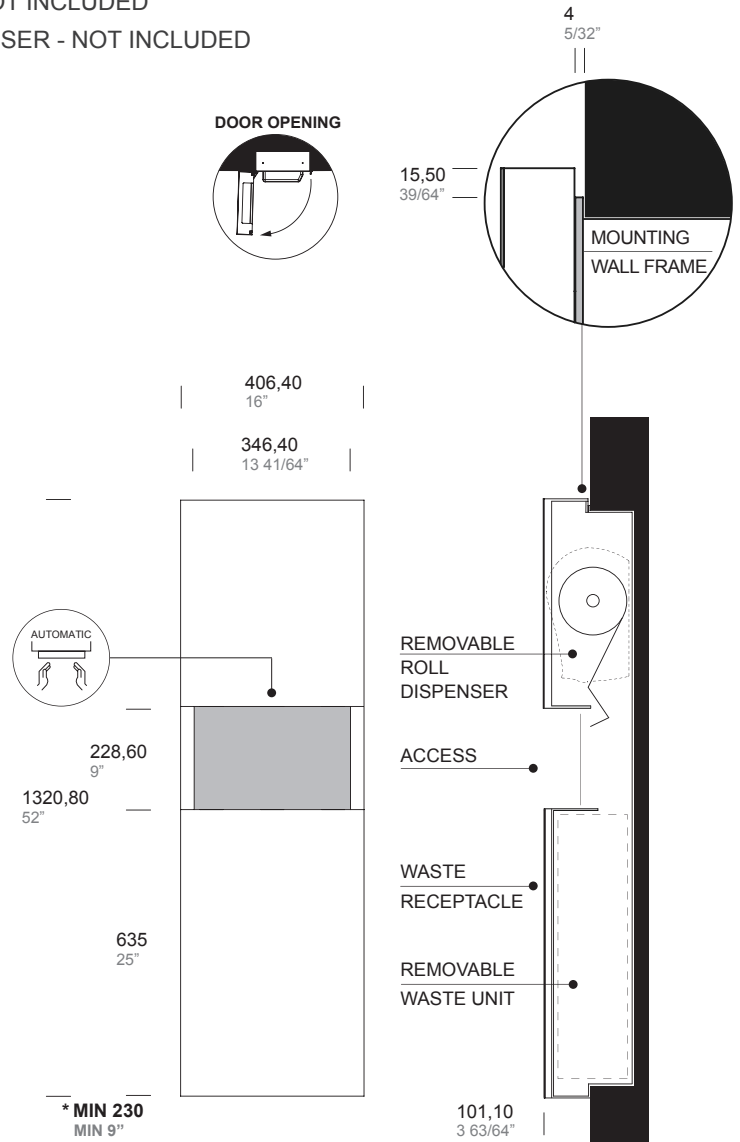 OT INCLUDED
SER - NOT INCLUDED
4
5/32”
DOOR OPENING
15,50
39/64”
MOUNTING
WALL FRAME
406,40
16”
346,40
13 41/64”
AUTOMATIC
REMOVABLE
ROLL
DISPENSER
228,60
9”
ACCESS
1320,80
52”
WASTE
RECEPTACLE
635
25”
REMOVABLE
WASTE UNIT
* MIN 230
MIN 9”
101,10
3 63/64”